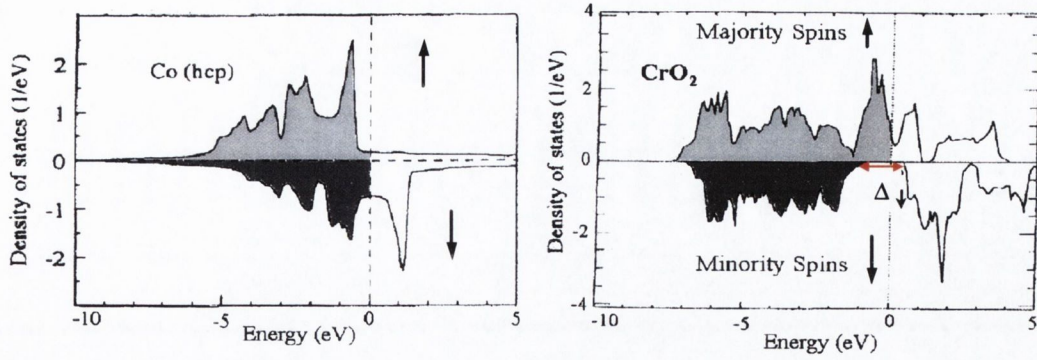 Density of states (1/eV)
2
1
0
-1
-2
Co (hcp)
-10
-5
0
5
Energy (eV)
Density of states (1/eV)
4
2
0
-2
-4
Majority Spins
CrO₂
Δ
Minority Spins
-10
-5
0
5
Energy (eV)